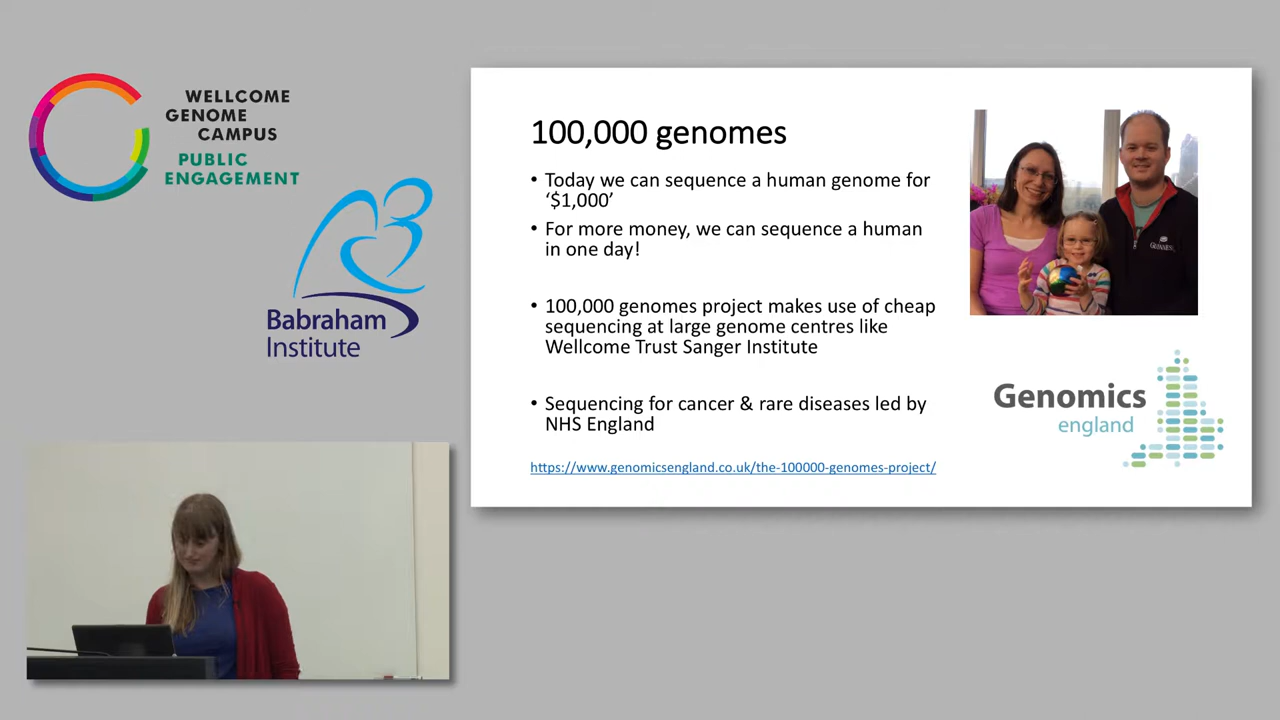 WELLCOME
GENOME
CAMPUS
PUBLIC
ENGAGEMENT
Babraham
Institute
100,000 genomes
• Today we can sequence a human genome for
‘$1,000’
• For more money, we can sequence a human
in one day!
• 100,000 genomes project makes use of cheap
sequencing at large genome centres like
Wellcome Trust Sanger Institute
• Sequencing for cancer & rare diseases led by
NHS England
https://www.genomicsengland.co.uk/the-100000-genomes-project/
GUINNESS
Genomics
england